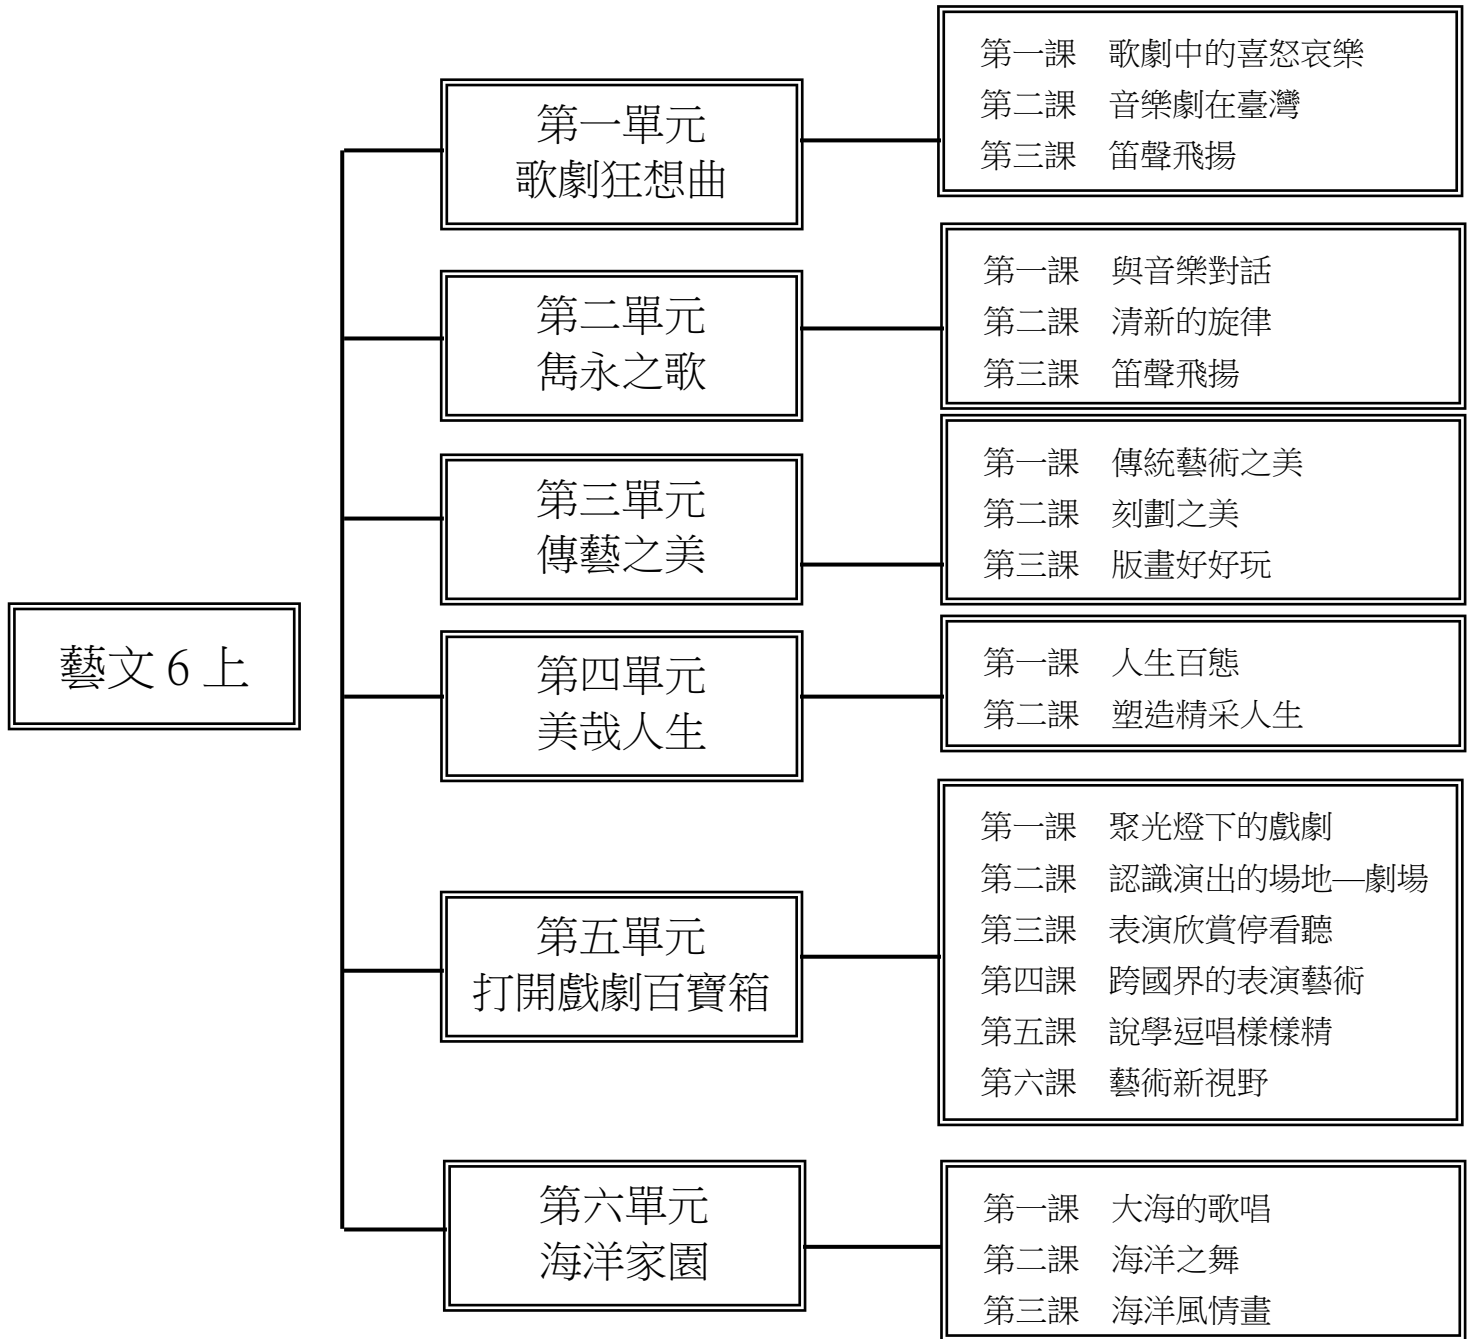 藝文 6 上
第一單元
歌劇狂想曲
第一課　歌劇中的喜怒哀樂
第二課　音樂劇在臺灣
第三課　笛聲飛揚
第二單元
雋永之歌
第一課　與音樂對話
第二課　清新的旋律
第三課　笛聲飛揚
第三單元
傳藝之美
第一課　傳統藝術之美
第二課　刻劃之美
第三課　版畫好好玩
第四單元
美哉人生
第一課　人生百態
第二課　塑造精采人生
第五單元
打開戲劇百寶箱
第一課　聚光燈下的戲劇
第二課　認識演出的場地—劇場
第三課　表演欣賞停看聽
第四課　跨國界的表演藝術
第五課　說學逗唱樣樣精
第六課　藝術新視野
第六單元
海洋家園
第一課　大海的歌唱
第二課　海洋之舞
第三課　海洋風情畫